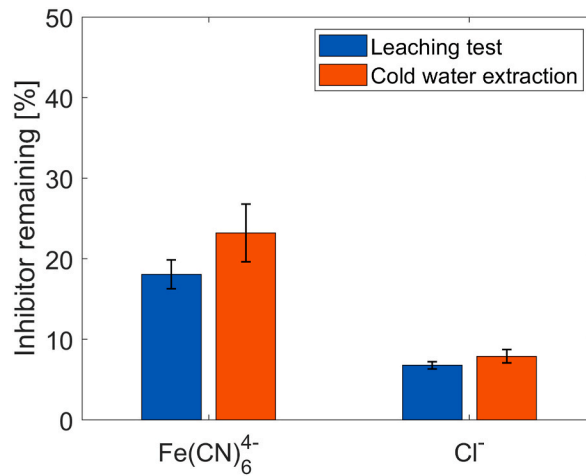 Inhibitor remaining [%]
50
40
30
20
10
0
Leaching test
Cold water extraction
Fe(CN)₆⁴⁻
Cl⁻